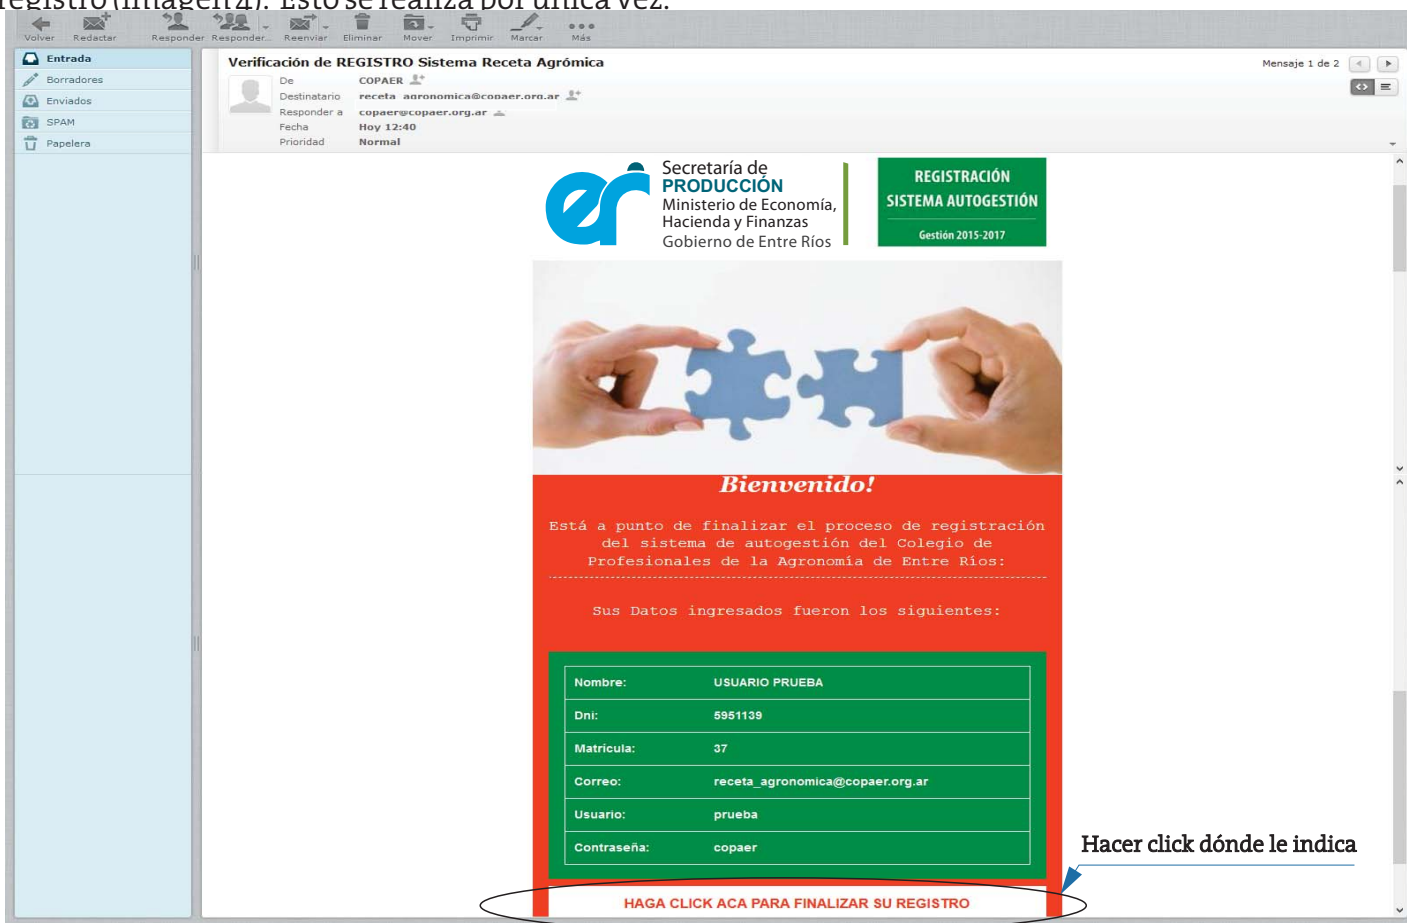 registro (imagen 4). Esto se realiza por única vez.
Volver Redactar Responder Responder... Reenviar Eliminar Mover Imprimir Marcar Más
Entrada
Borradores
Enviados
SPAM
Papelera
Verificación de REGISTRO Sistema Receta Agrómica
Mensaje 1 de 2
De COPAER
Destinatario receta_agronomica@copaer.org.ar
Responder a copaer@copaer.org.ar
Fecha Hoy 12:40
Prioridad Normal
er
Secretaría de
PRODUCCIÓN
Ministerio de Economía,
Hacienda y Finanzas
Gobierno de Entre Ríos
REGISTRACIÓN
SISTEMA AUTOGESTIÓN
Gestión 2015-2017
Bienvenido!
Está a punto de finalizar el proceso de registración
del sistema de autogestión del Colegio de
Profesionales de la Agronomía de Entre Ríos:
Sus Datos ingresados fueron los siguientes:
Nombre: USUARIO PRUEBA
Dni: 5951139
Matricula: 37
Correo: receta_agronomica@copaer.org.ar
Usuario: prueba
Contraseña: copaer
Hacer click dónde le indica
HAGA CLICK ACA PARA FINALIZAR SU REGISTRO